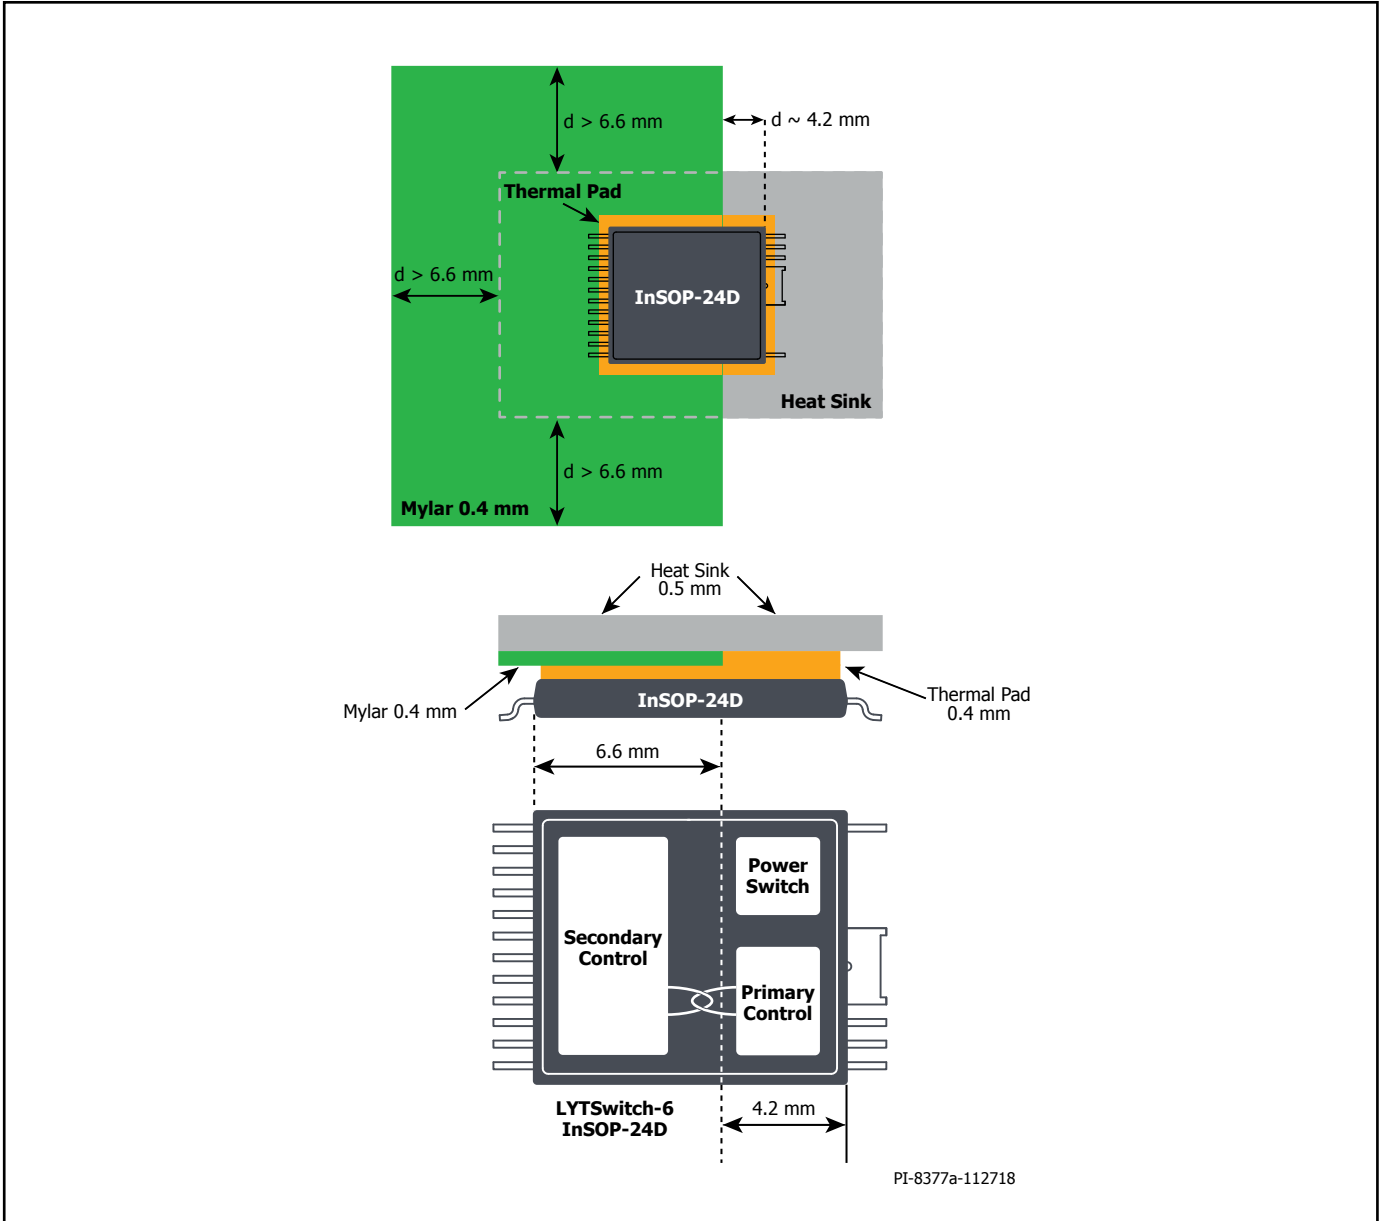 d > 6.6 mm
d ~ 4.2 mm
Thermal Pad
d > 6.6 mm
InSOP-24D
Heat Sink
d > 6.6 mm
Mylar 0.4 mm
Heat Sink
0.5 mm
InSOP-24D
Mylar 0.4 mm
Thermal Pad
0.4 mm
6.6 mm
Power
Switch
Secondary
Control
Primary
Control
LYTSwitch-6
InSOP-24D
4.2 mm
PI-8377a-112718